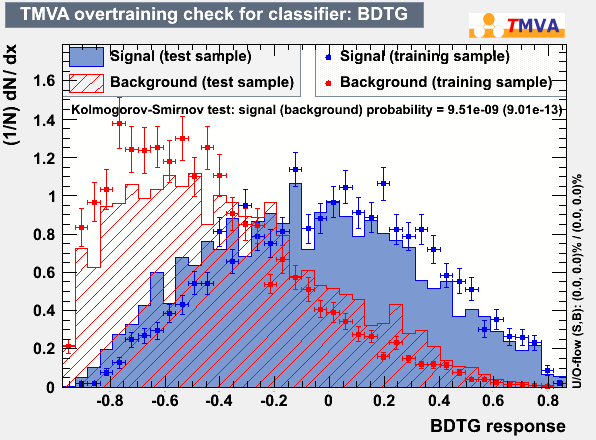 TMVA overtraining check for classifier: BDTG
TMVA
Signal (test sample)
Background (test sample)
Signal (training sample)
Background (training sample)
Kolmogorov-Smirnov test: signal (background) probability = 9.51e-09 (9.01e-13)
(1/N) dN / dx
1.6
1.4
1.2
1
0.8
0.6
0.4
0.2
0
-0.8 -0.6 -0.4 -0.2 0 0.2 0.4 0.6 0.8
BDTG response
U/O-flow (S,B): (0.0, 0.0)% / (0.0, 0.0)%